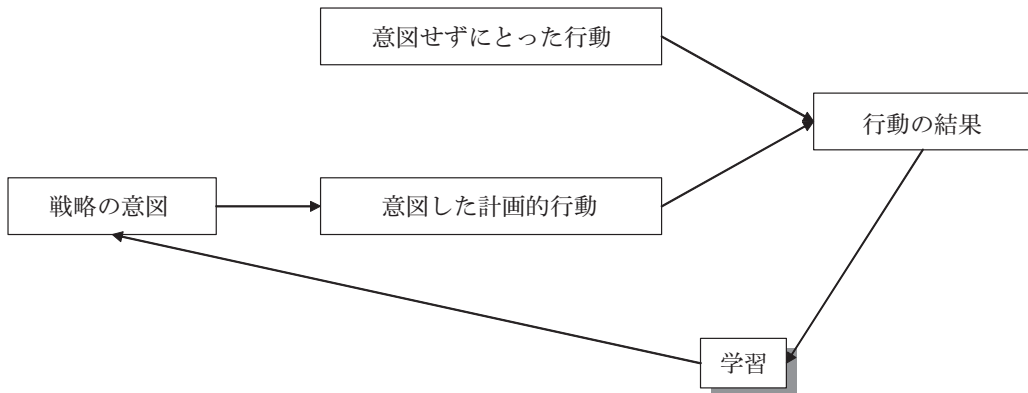 意図せずにとった行動
行動の結果
戦略の意図
意図した計画的行動
学習